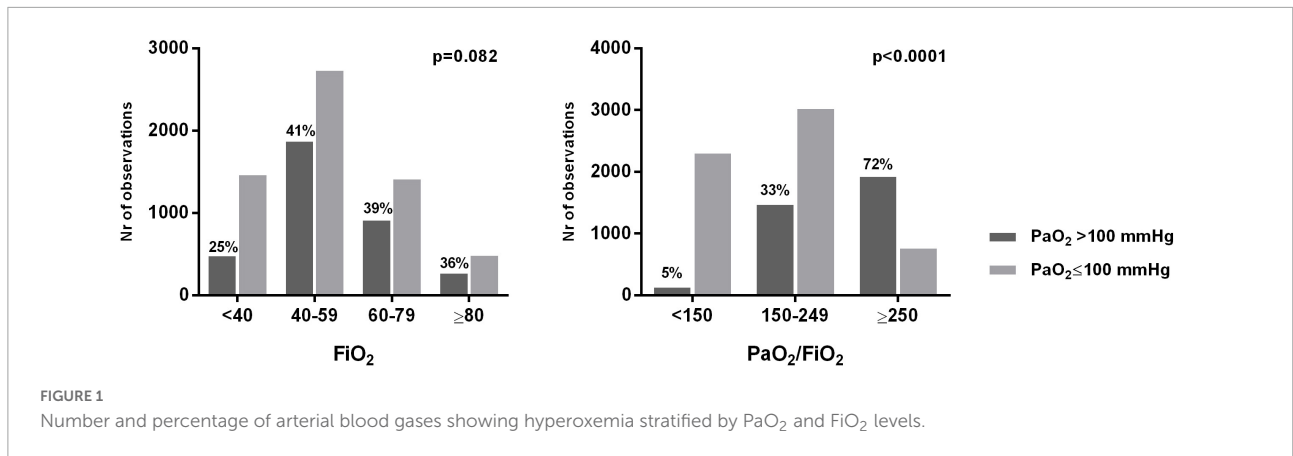 3000
2000
1000
0
Nr of observations
p=0.082
25%
41%
39%
36%
<40 40-59 60-79 ≥80
FiO2
4000
3000
2000
1000
0
Nr of observations
p<0.0001
5%
33%
72%
<150 150-249 ≥250
PaO2/FiO2
PaO2 >100 mmHg
PaO2≤100 mmHg
FIGURE 1
Number and percentage of arterial blood gases showing hyperoxemia stratified by PaO2 and FiO2 levels.